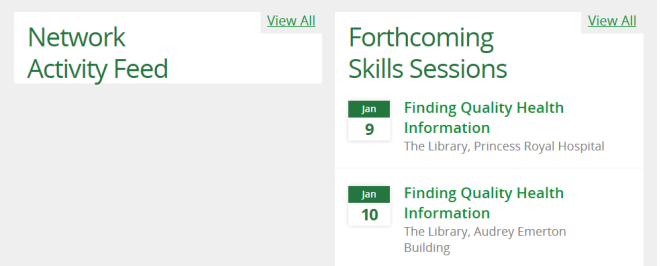 View All
Network
Activity Feed
View All
Forthcoming
Skills Sessions
Jan
9
Finding Quality Health
Information
The Library, Princess Royal Hospital
Jan
10
Finding Quality Health
Information
The Library, Audrey Emerton
Building